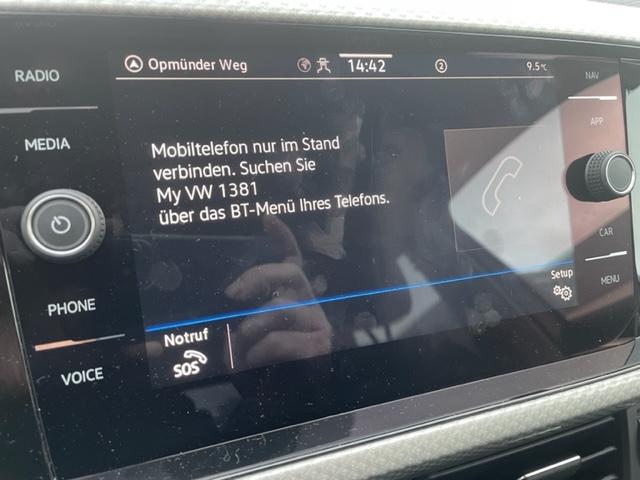 RADIO
MEDIA
PHONE
VOICE
Opmünder Weg
14:42
2
9.5°C
Mobiltelefon nur im Stand
verbinden. Suchen Sie
My VW 1381
über das BT-Menü Ihres Telefons.
Setup
Notruf
SOS
NAV
APP
CAR
MENU